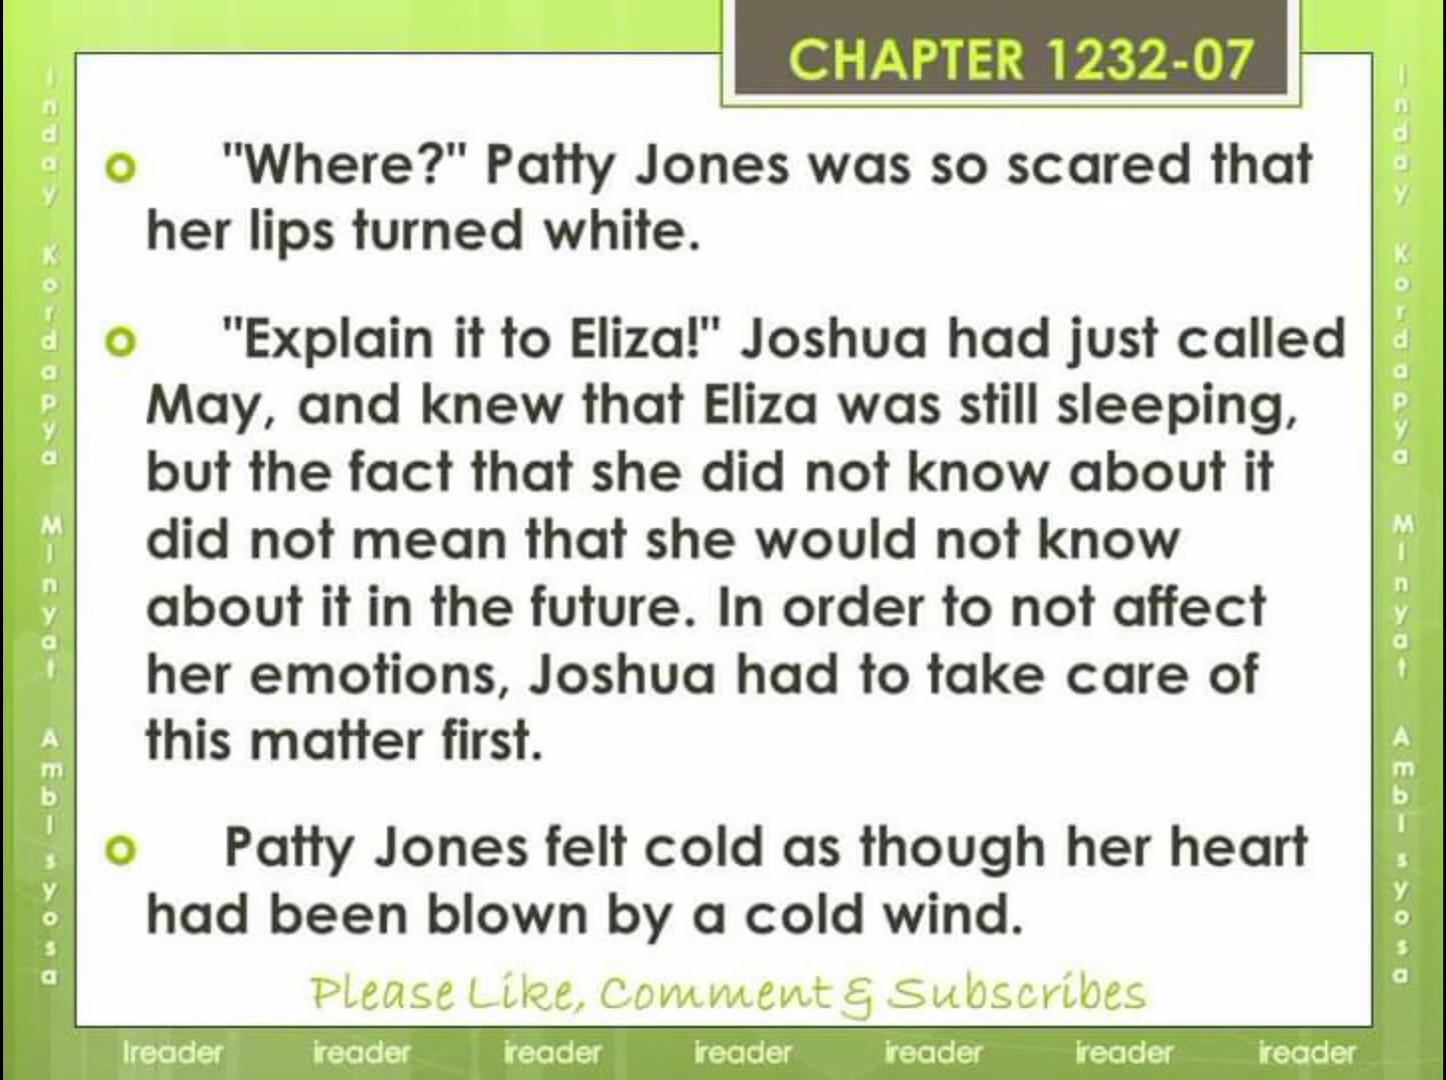 CHAPTER 1232-07
"Where?" Patty Jones was so scared that
her lips turned white.
"Explain it to Eliza!" Joshua had just called
May, and knew that Eliza was still sleeping,
but the fact that she did not know about it
did not mean that she would not know
about it in the future. In order to not affect
her emotions, Joshua had to take care of
this matter first.
Patty Jones felt cold as though her heart
had been blown by a cold wind.
Please Like, Comment & Subscribes
Inday Kordapya MInyat AmbIsyosa
Inday Kordapya MInyat AmbIsyosa
Ireader ireader ireader ireader ireader ireader ireader